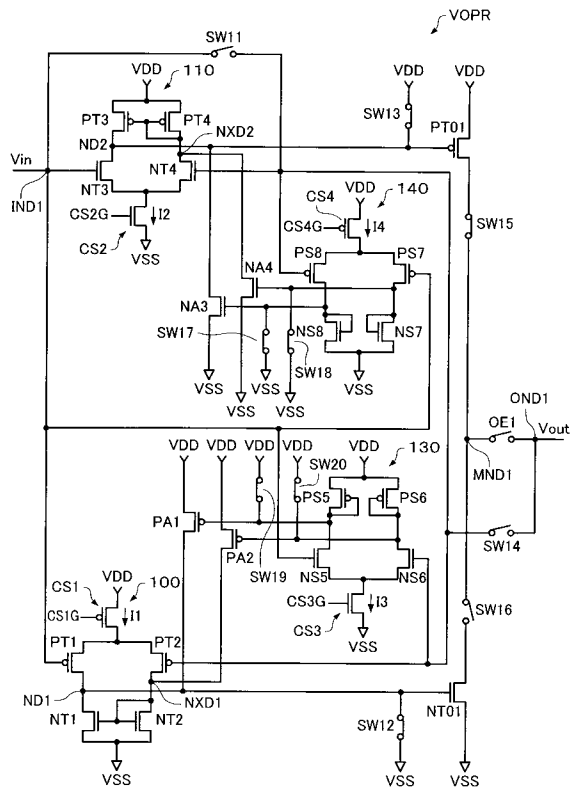 VOPR
SW11
VDD
110
VDD
VDD
PT3
PT4
SW13
PT01
ND2
NXD2
Vin
NT3
NT4
IND1
CS4
VDD
140
CS2G
I2
CS4G
I4
SW15
CS2
VSS
PS8
PS7
NA4
NA3
SW17
NS8
NS7
SW18
VSS
VSS
VSS
VSS
VSS
OND1
OE1
Vout
VDD
VDD
VDD
VDD
SW20
VDD
130
MND1
PS5
PS6
PA1
PA2
SW14
SW19
NS5
NS6
CS1
VDD
100
CS1G
I1
CS3G
I3
SW16
CS3
VSS
PT1
PT2
ND1
NXD1
NT1
NT2
SW12
NT01
VSS
VSS
VSS